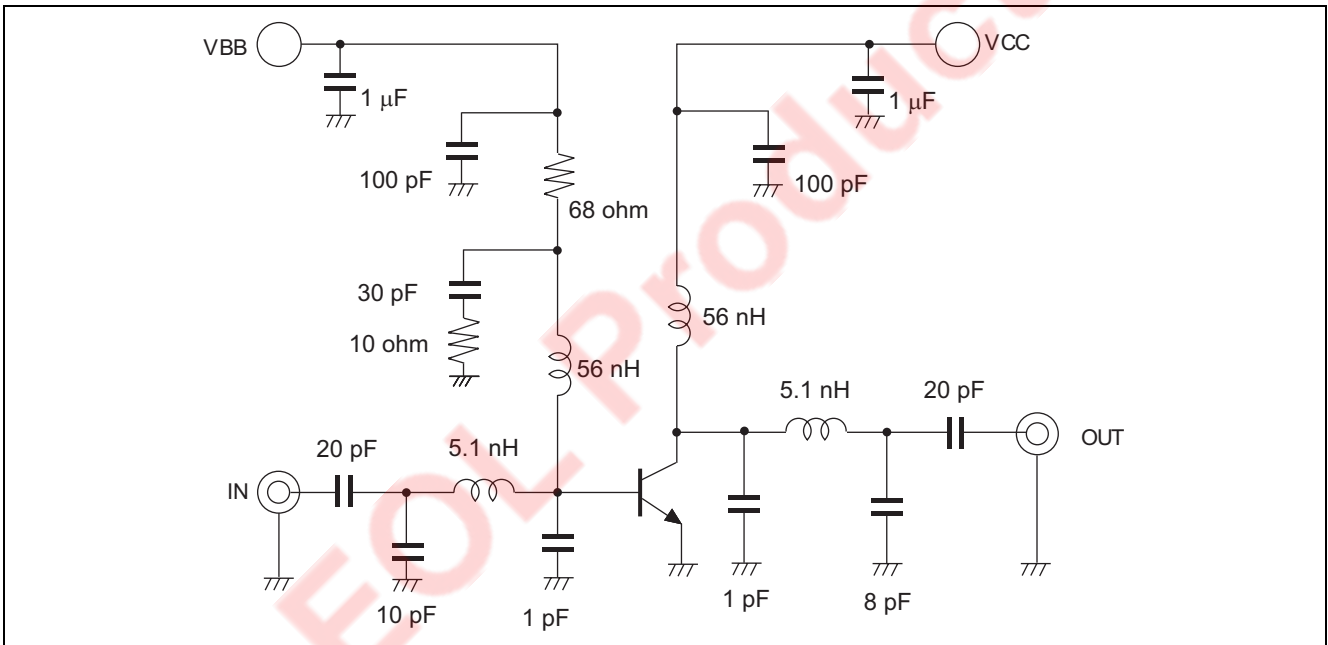 VBB
VCC
1 μF
1 μF
100 pF
100 pF
68 ohm
30 pF
10 ohm
56 nH
56 nH
5.1 nH
20 pF
OUT
20 pF
5.1 nH
IN
10 pF
1 pF
1 pF
8 pF
EOL Product